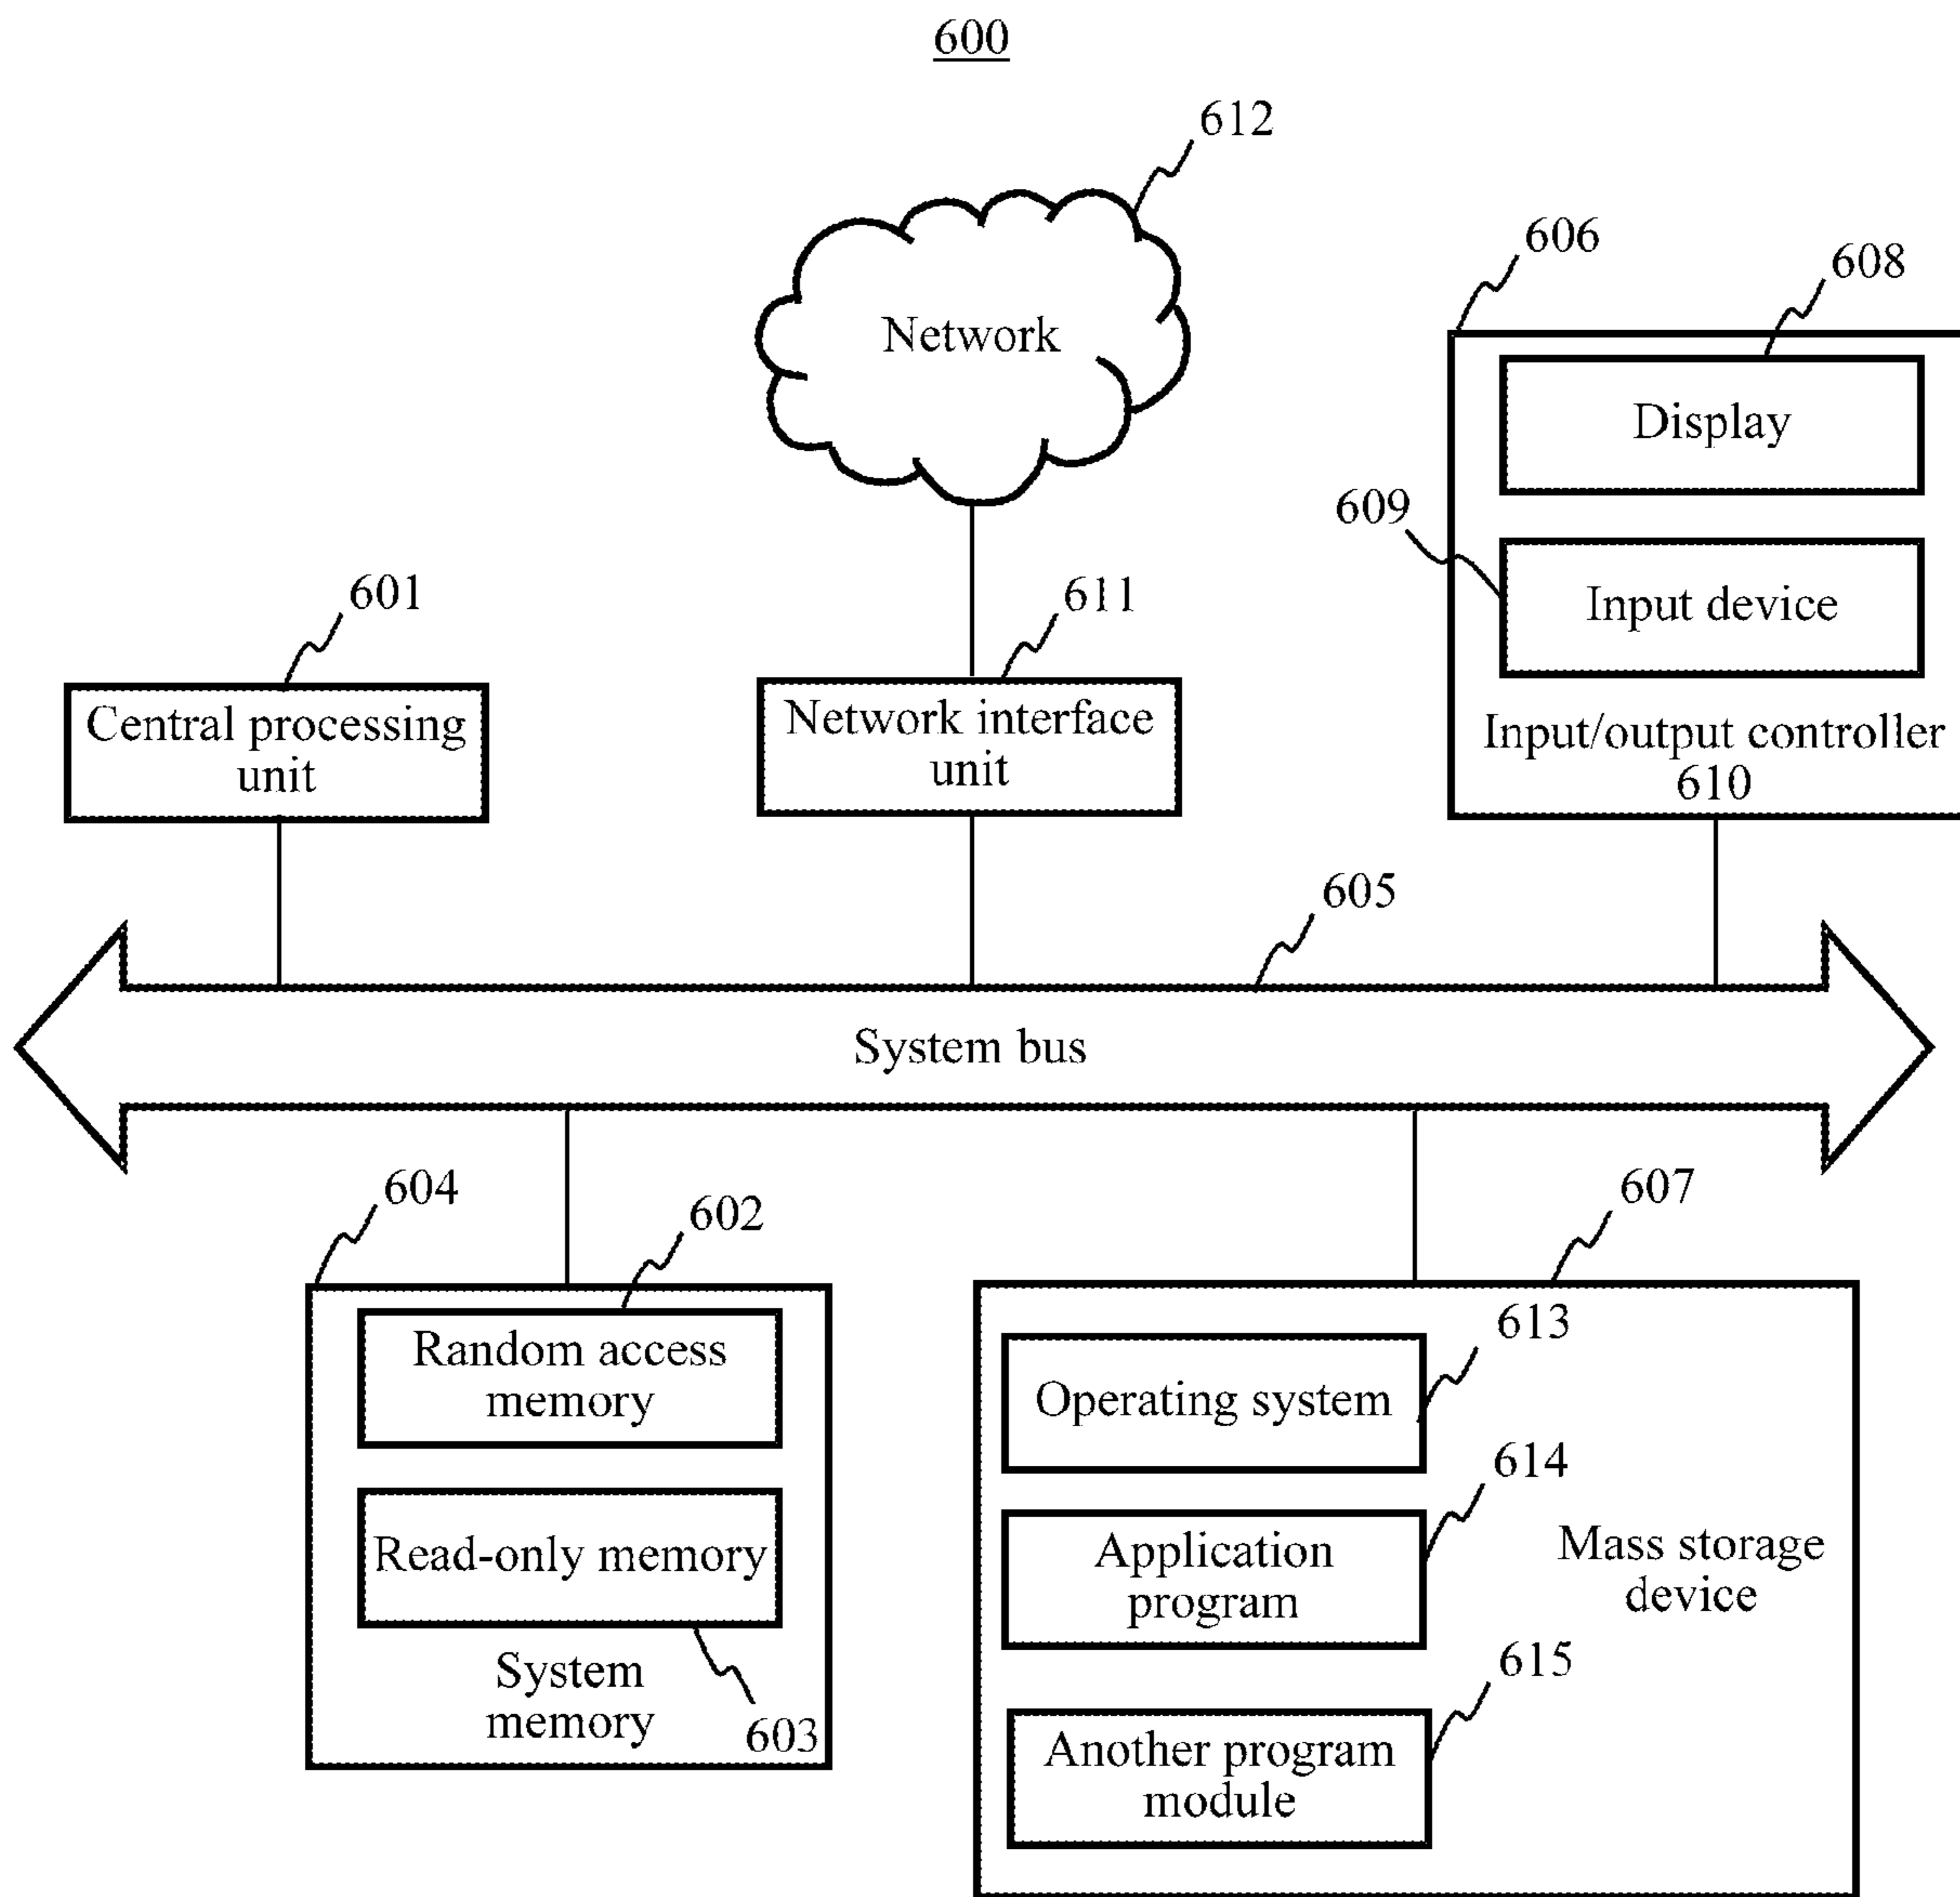 600
612
606
608
Network
Display
609
Input device
601
611
Central processing
unit
Network interface
unit
Input/output controller
610
605
System bus
604
602
607
Random access
memory
613
Operating system
614
Read-only memory
Application
program
Mass storage
device
System
memory
603
615
Another program
module